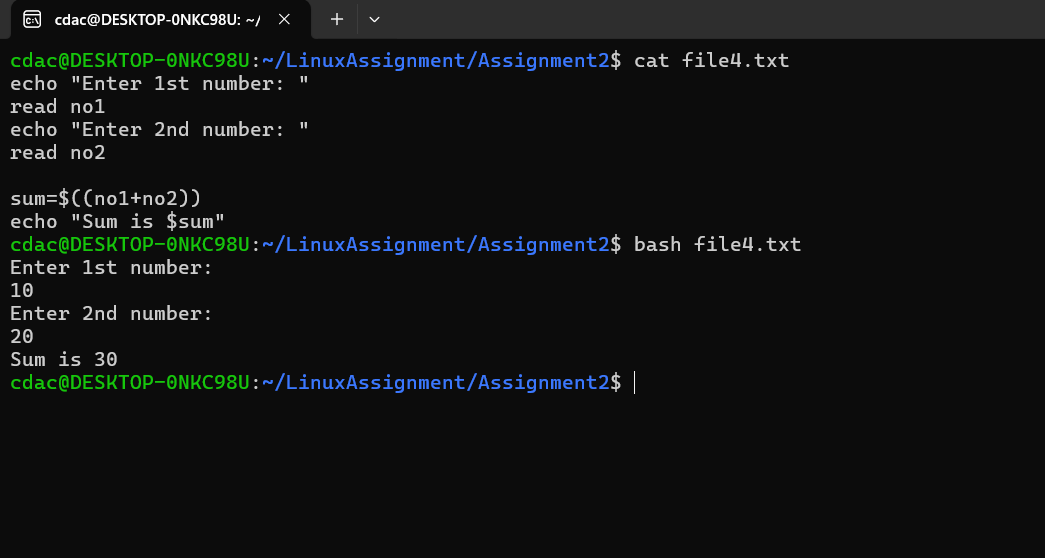 cdac@DESKTOP-0NKC98U: ~/
cdac@DESKTOP-0NKC98U:~/LinuxAssignment/Assignment2$ cat file4.txt
echo "Enter 1st number: "
read no1
echo "Enter 2nd number: "
read no2
sum=$((no1+no2))
echo "Sum is $sum"
cdac@DESKTOP-0NKC98U:~/LinuxAssignment/Assignment2$ bash file4.txt
Enter 1st number:
10
Enter 2nd number:
20
Sum is 30
cdac@DESKTOP-0NKC98U:~/LinuxAssignment/Assignment2$